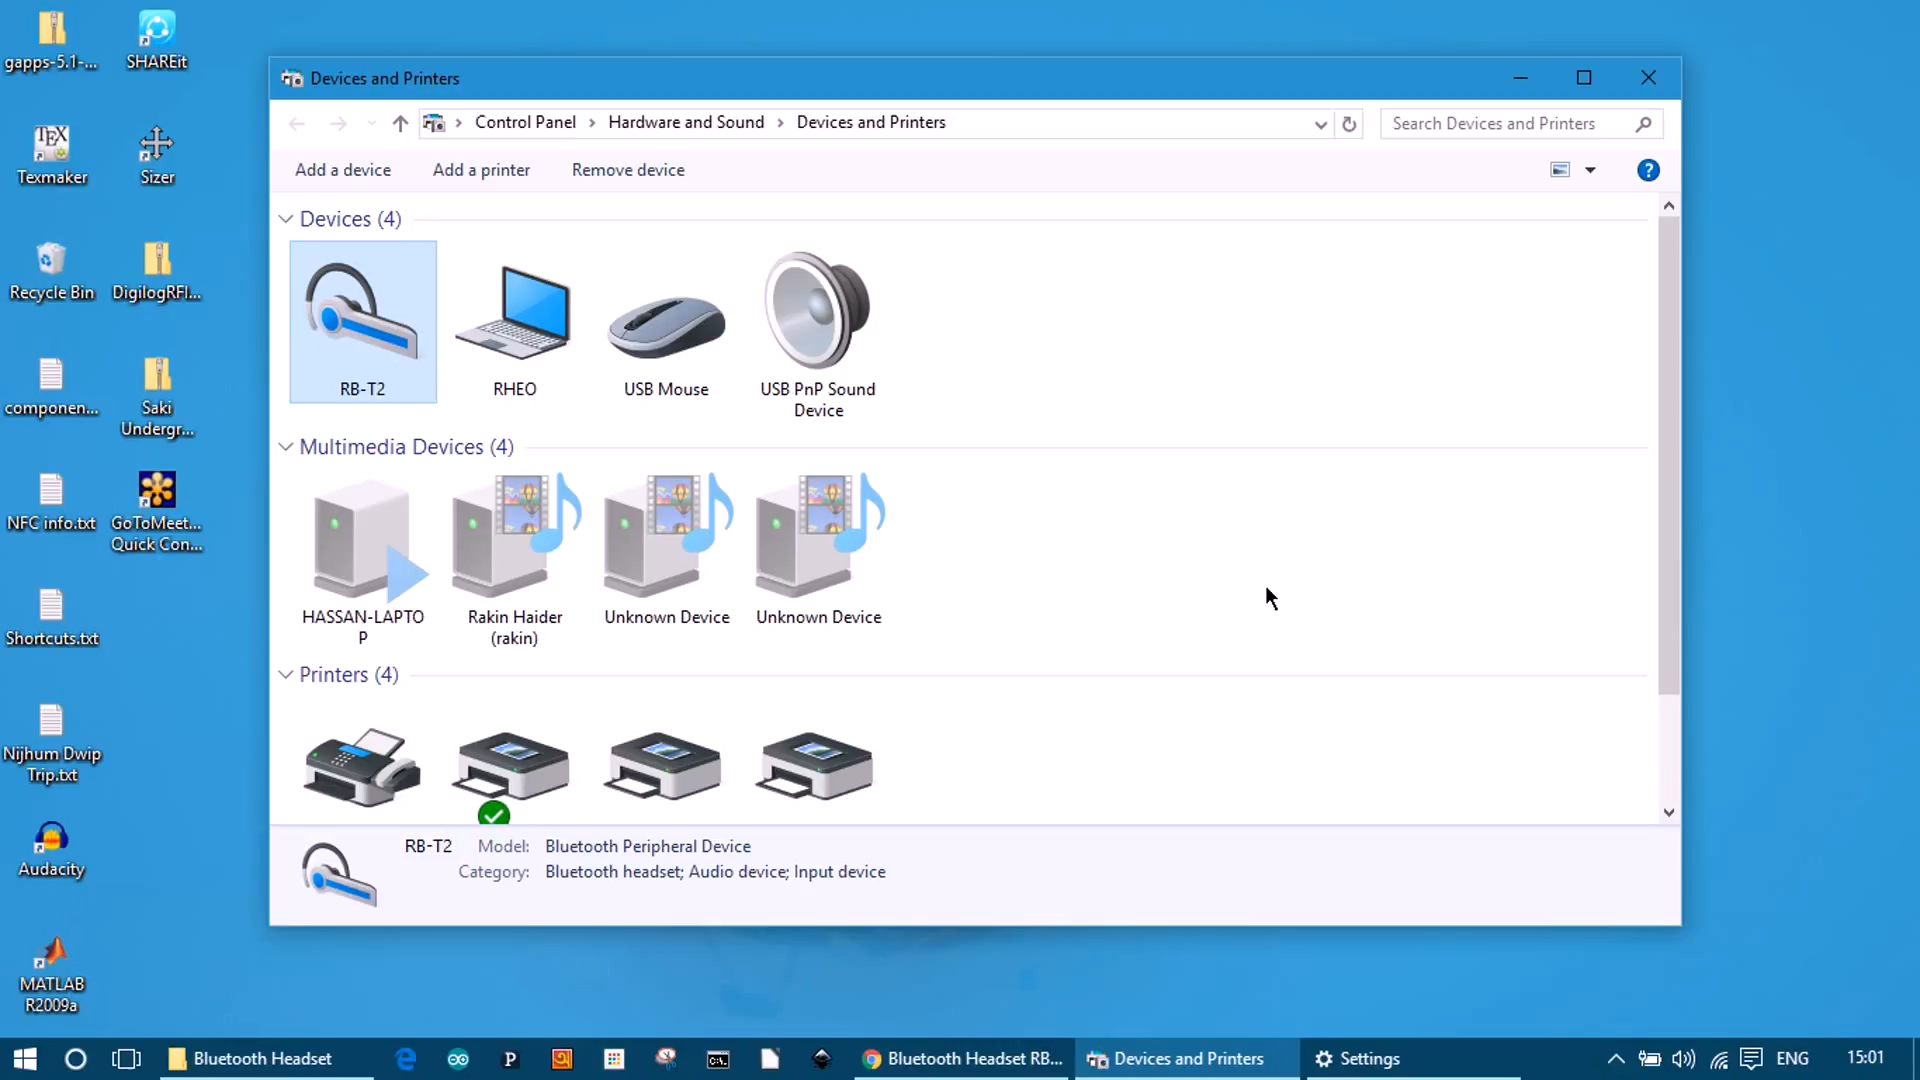 gapps-5.1-...
SHAREit
Texmaker
Sizer
Recycle Bin
DigilogRFI...
componen...
Saki
Undergr...
NFC info.txt
GoToMeet...
Quick Con...
Shortcuts.txt
Nijhum Dwip
Trip.txt
Audacity
MATLAB
R2009a
Devices and Printers
Control Panel
Hardware and Sound
Devices and Printers
Search Devices and Printers
Add a device
Add a printer
Remove device
?
Devices (4)
RB-T2
RHEO
USB Mouse
USB PnP Sound
Device
Multimedia Devices (4)
HASSAN-LAPTO
P
Rakin Haider
(rakin)
Unknown Device
Unknown Device
Printers (4)
RB-T2
Model: Bluetooth Peripheral Device
Category: Bluetooth headset; Audio device; Input device
Bluetooth Headset
P
Bluetooth Headset RB...
Devices and Printers
Settings
ENG
15:01